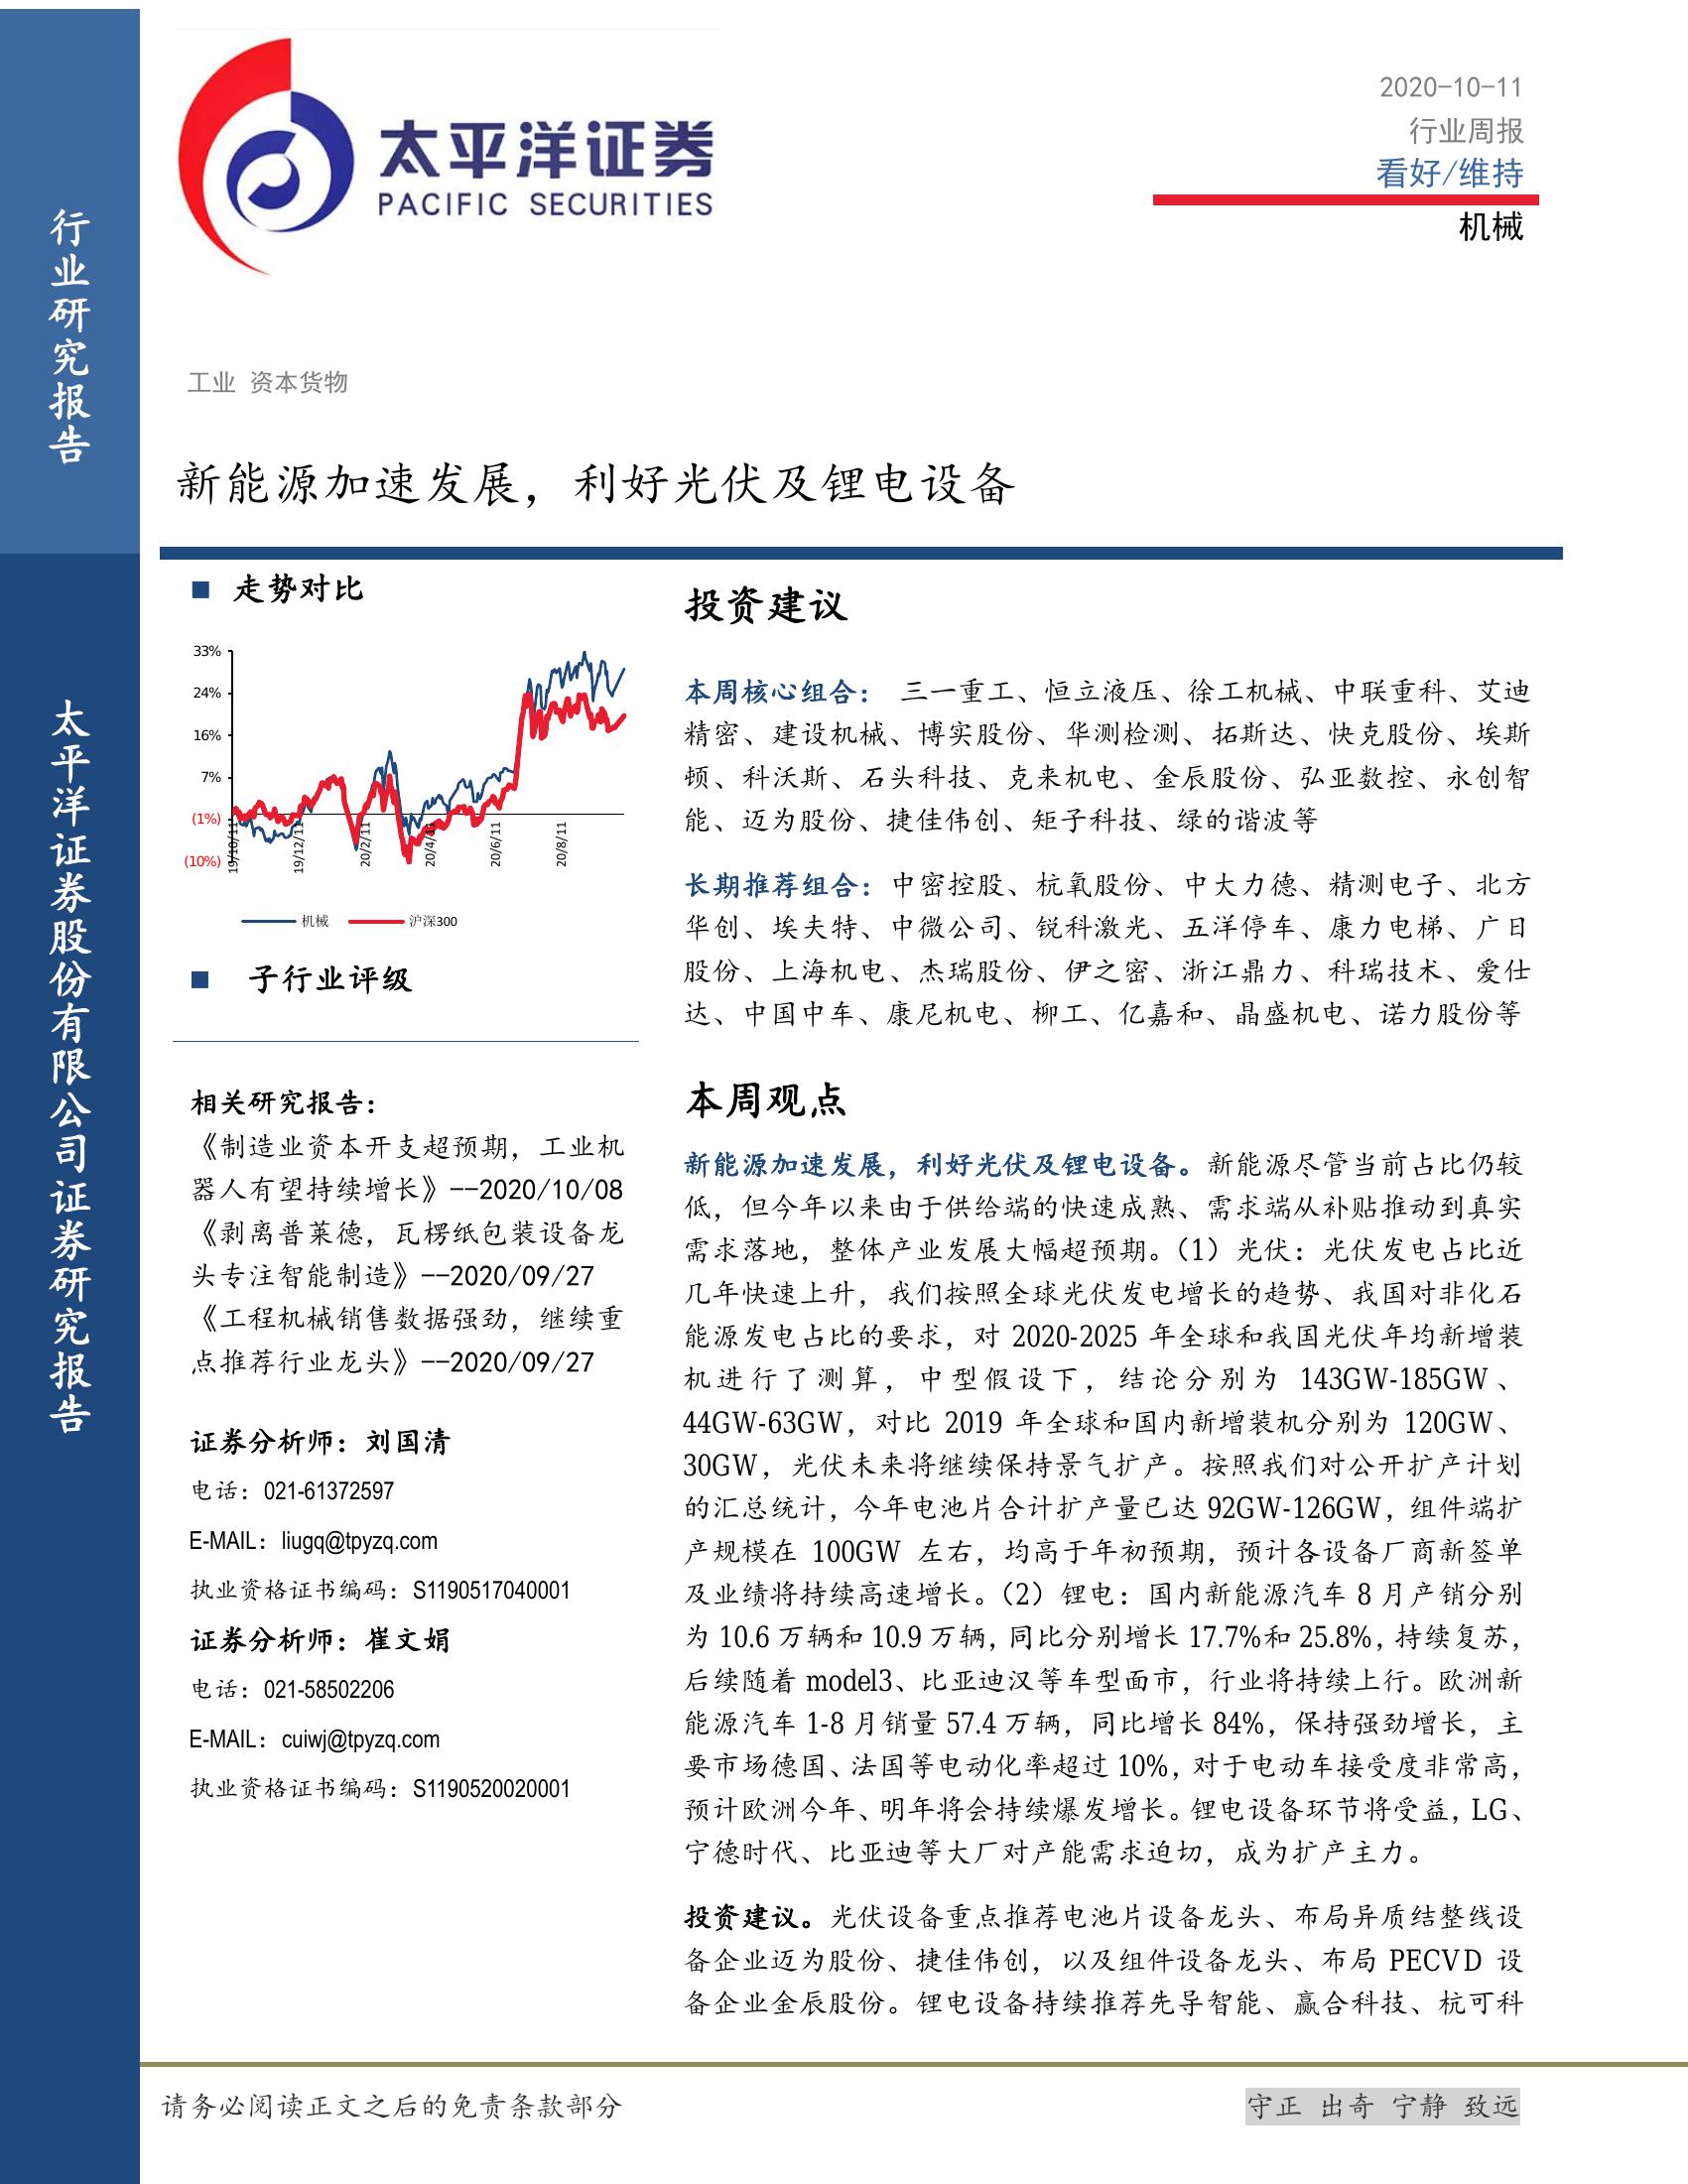 太平洋证券
PACIFIC SECURITIES
2020-10-11
行业周报
看好/维持
机械
行业研究报告
太平洋证券股份有限公司证券研究报告
工业 资本货物
新能源加速发展，利好光伏及锂电设备
■ 走势对比
33%
24%
16%
7%
(1%)
(10%)
19/10/11
19/12/11
20/2/11
20/4/11
20/6/11
20/8/11
机械 沪深300
■ 子行业评级
相关研究报告：
《制造业资本开支超预期，工业机
器人有望持续增长》--2020/10/08
《剥离普莱德，瓦楞纸包装设备龙
头专注智能制造》--2020/09/27
《工程机械销售数据强劲，继续重
点推荐行业龙头》--2020/09/27
证券分析师：刘国清
电话：021-61372597
E-MAIL：liugq@tpyzq.com
执业资格证书编码：S1190517040001
证券分析师：崔文娟
电话：021-58502206
E-MAIL：cuiwj@tpyzq.com
执业资格证书编码：S1190520020001
投资建议
本周核心组合： 三一重工、恒立液压、徐工机械、中联重科、艾迪
精密、建设机械、博实股份、华测检测、拓斯达、快克股份、埃斯
顿、科沃斯、石头科技、克来机电、金辰股份、弘亚数控、永创智
能、迈为股份、捷佳伟创、矩子科技、绿的谐波等
长期推荐组合：中密控股、杭氧股份、中大力德、精测电子、北方
华创、埃夫特、中微公司、锐科激光、五洋停车、康力电梯、广日
股份、上海机电、杰瑞股份、伊之密、浙江鼎力、科瑞技术、爱仕
达、中国中车、康尼机电、柳工、亿嘉和、晶盛机电、诺力股份等
本周观点
新能源加速发展，利好光伏及锂电设备。新能源尽管当前占比仍较
低，但今年以来由于供给端的快速成熟、需求端从补贴推动到真实
需求落地，整体产业发展大幅超预期。（1）光伏：光伏发电占比近
几年快速上升，我们按照全球光伏发电增长的趋势、我国对非化石
能源发电占比的要求，对 2020-2025 年全球和我国光伏年均新增装
机进行了测算，中型假设下，结论分别为 143GW-185GW、
44GW-63GW，对比 2019 年全球和国内新增装机分别为 120GW、
30GW，光伏未来将继续保持景气扩产。按照我们对公开扩产计划
的汇总统计，今年电池片合计扩产量已达 92GW-126GW，组件端扩
产规模在 100GW 左右，均高于年初预期，预计各设备厂商新签单
及业绩将持续高速增长。（2）锂电：国内新能源汽车 8 月产销分别
为 10.6 万辆和 10.9 万辆，同比分别增长 17.7%和 25.8%，持续复苏，
后续随着 model3、比亚迪汉等车型面市，行业将持续上行。欧洲新
能源汽车 1-8 月销量 57.4 万辆，同比增长 84%，保持强劲增长，主
要市场德国、法国等电动化率超过 10%，对于电动车接受度非常高，
预计欧洲今年、明年将会持续爆发增长。锂电设备环节将受益，LG、
宁德时代、比亚迪等大厂对产能需求迫切，成为扩产主力。
投资建议。光伏设备重点推荐电池片设备龙头、布局异质结整线设
备企业迈为股份、捷佳伟创，以及组件设备龙头、布局 PECVD 设
备企业金辰股份。锂电设备持续推荐先导智能、赢合科技、杭可科
请务必阅读正文之后的免责条款部分
守正 出奇 宁静 致远